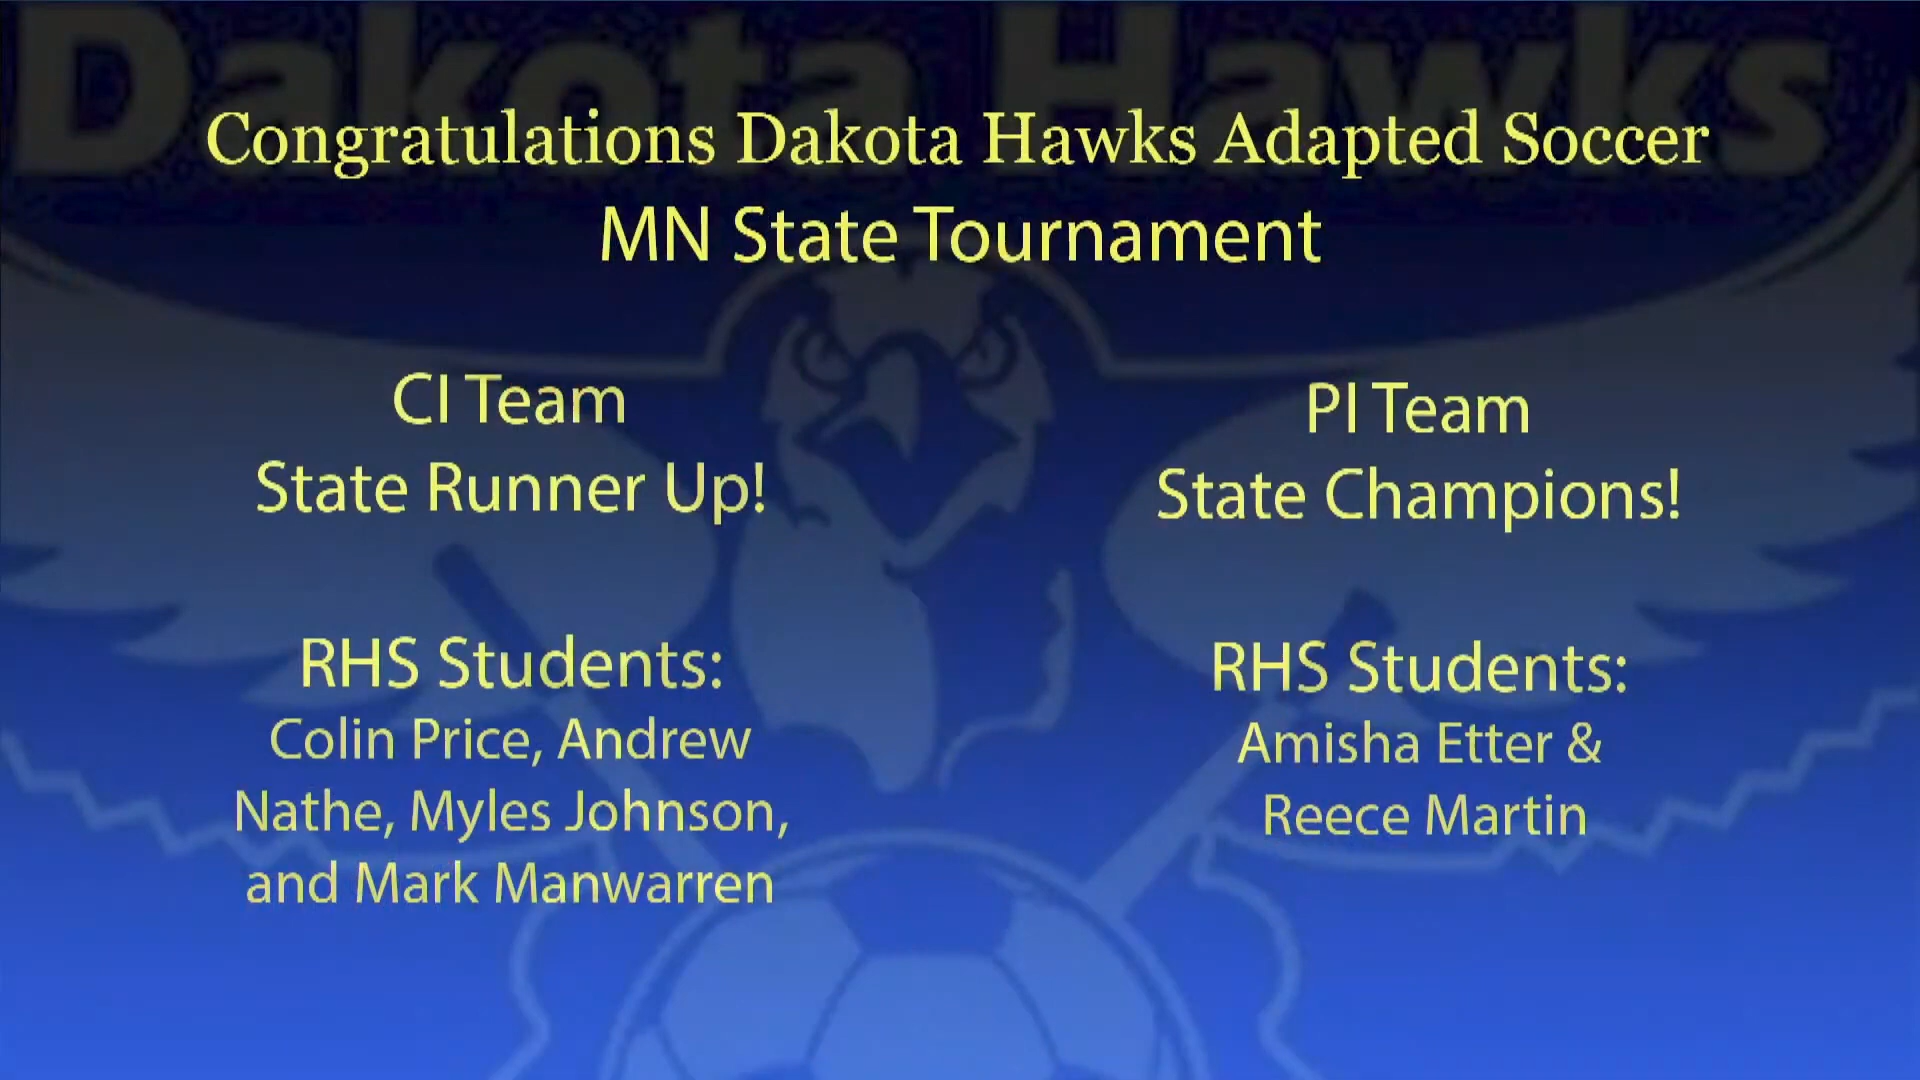 Dakota Hawks
Congratulations Dakota Hawks Adapted Soccer
MN State Tournament
CI Team
State Runner Up!
RHS Students:
Colin Price, Andrew
Nathe, Myles Johnson,
and Mark Manwarren
PI Team
State Champions!
RHS Students:
Amisha Etter &
Reece Martin